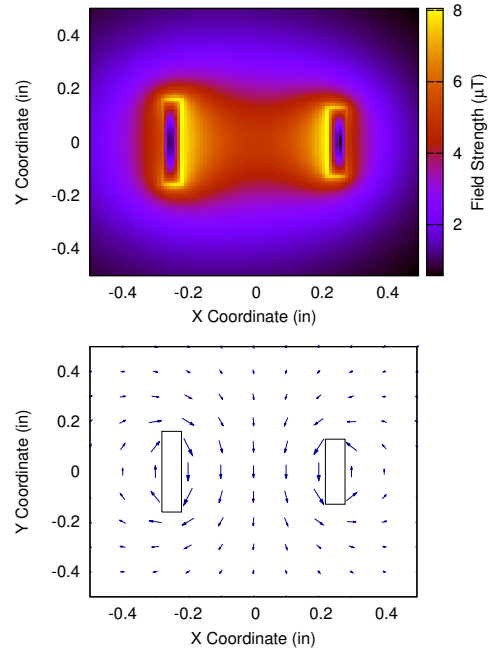 0.4
0.2
0
-0.2
-0.4
Y Coordinate (in)
-0.4 -0.2 0 0.2 0.4
X Coordinate (in)
8
6
4
2
Field Strength (µT)
0.4
0.2
0
-0.2
-0.4
Y Coordinate (in)
-0.4 -0.2 0 0.2 0.4
X Coordinate (in)